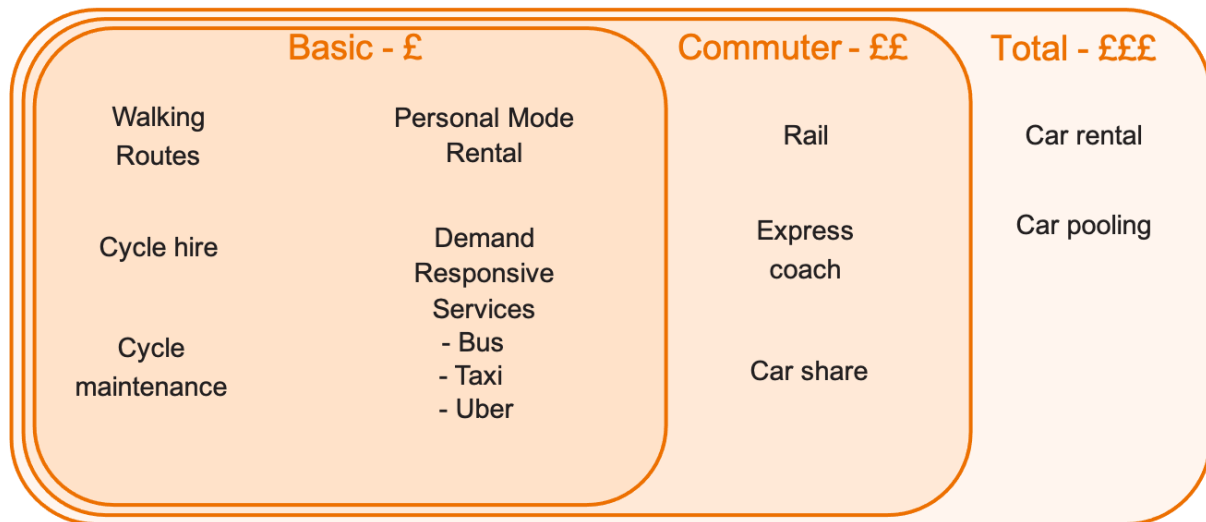 Basic - £
Commuter - ££
Total - £££
Walking
Routes
Cycle hire
Cycle
maintenance
Personal Mode
Rental
Demand
Responsive
Services
- Bus
- Taxi
- Uber
Rail
Express
coach
Car share
Car rental
Car pooling